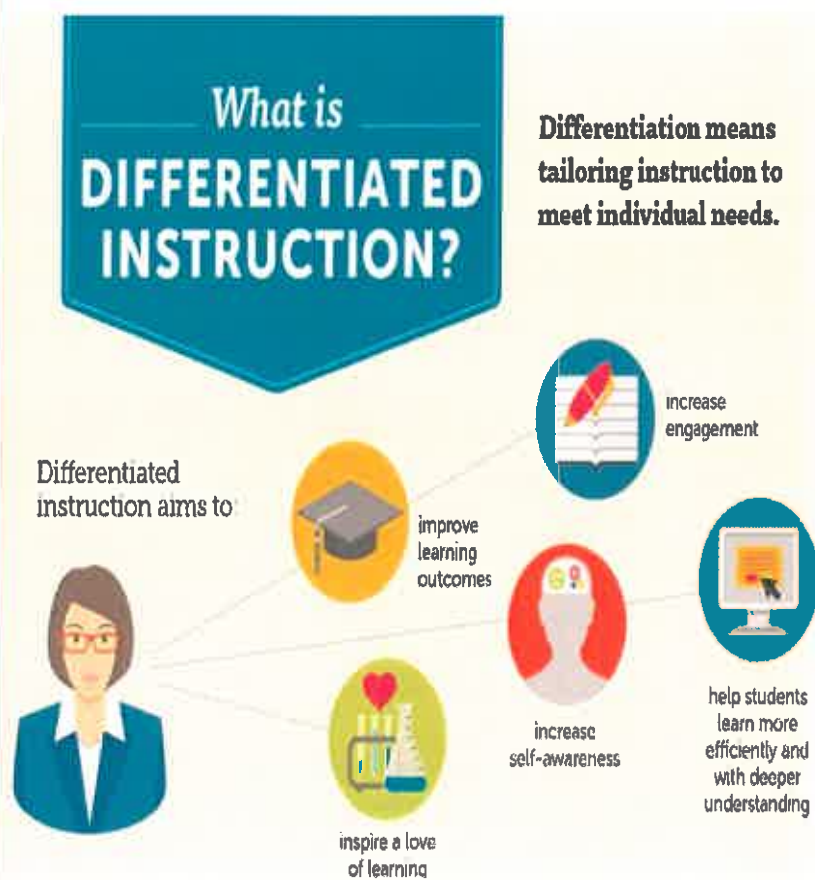 What is
DIFFERENTIATED
INSTRUCTION?
Differentiation means
tailoring instruction to
meet individual needs.
increase
engagement
Differentiated
instruction aims to
improve
learning
outcomes
increase
self-awareness
help students
learn more
efficiently and
with deeper
understanding
inspire a love
of learning